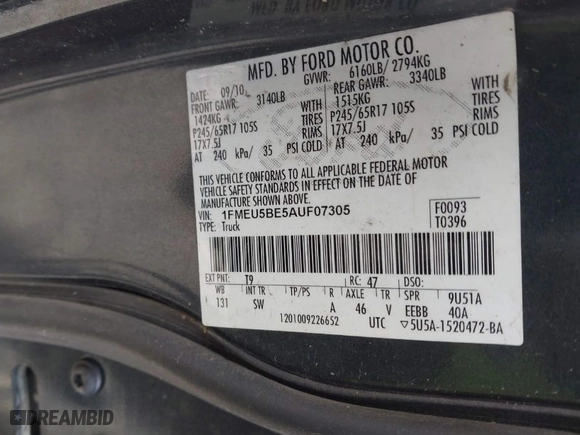 MFD. BY FORD MOTOR CO.
DATE: 09/10 GVWR: 6160LB/ 2794KG
FRONT GAWR: 3140LB REAR GAWR: 3340LB
1424KG 1515KG
P245/65R17 105S TIRES P245/65R17 105S TIRES
17X7.5J RIMS 17X7.5J RIMS
AT 240 kPa/ 35 PSI COLD AT 240 kPa/ 35 PSI COLD
THIS VEHICLE CONFORMS TO ALL APPLICABLE FEDERAL MOTOR
VEHICLE SAFETY STANDARDS IN EFFECT ON THE DATE OF
MANUFACTURE SHOWN ABOVE.
VIN: 1FMEU5BE5AUF07305 F0093
TYPE: Truck T0396
EXT PNT: T9 RC: 47 DSO:
WB INT TR TP/PS R AXLE TR SPR 9U51A
131 SW A 46 V EEBB 40A
1201009226652 UTC ▽5U5A-1520472-BA
DREAMBID